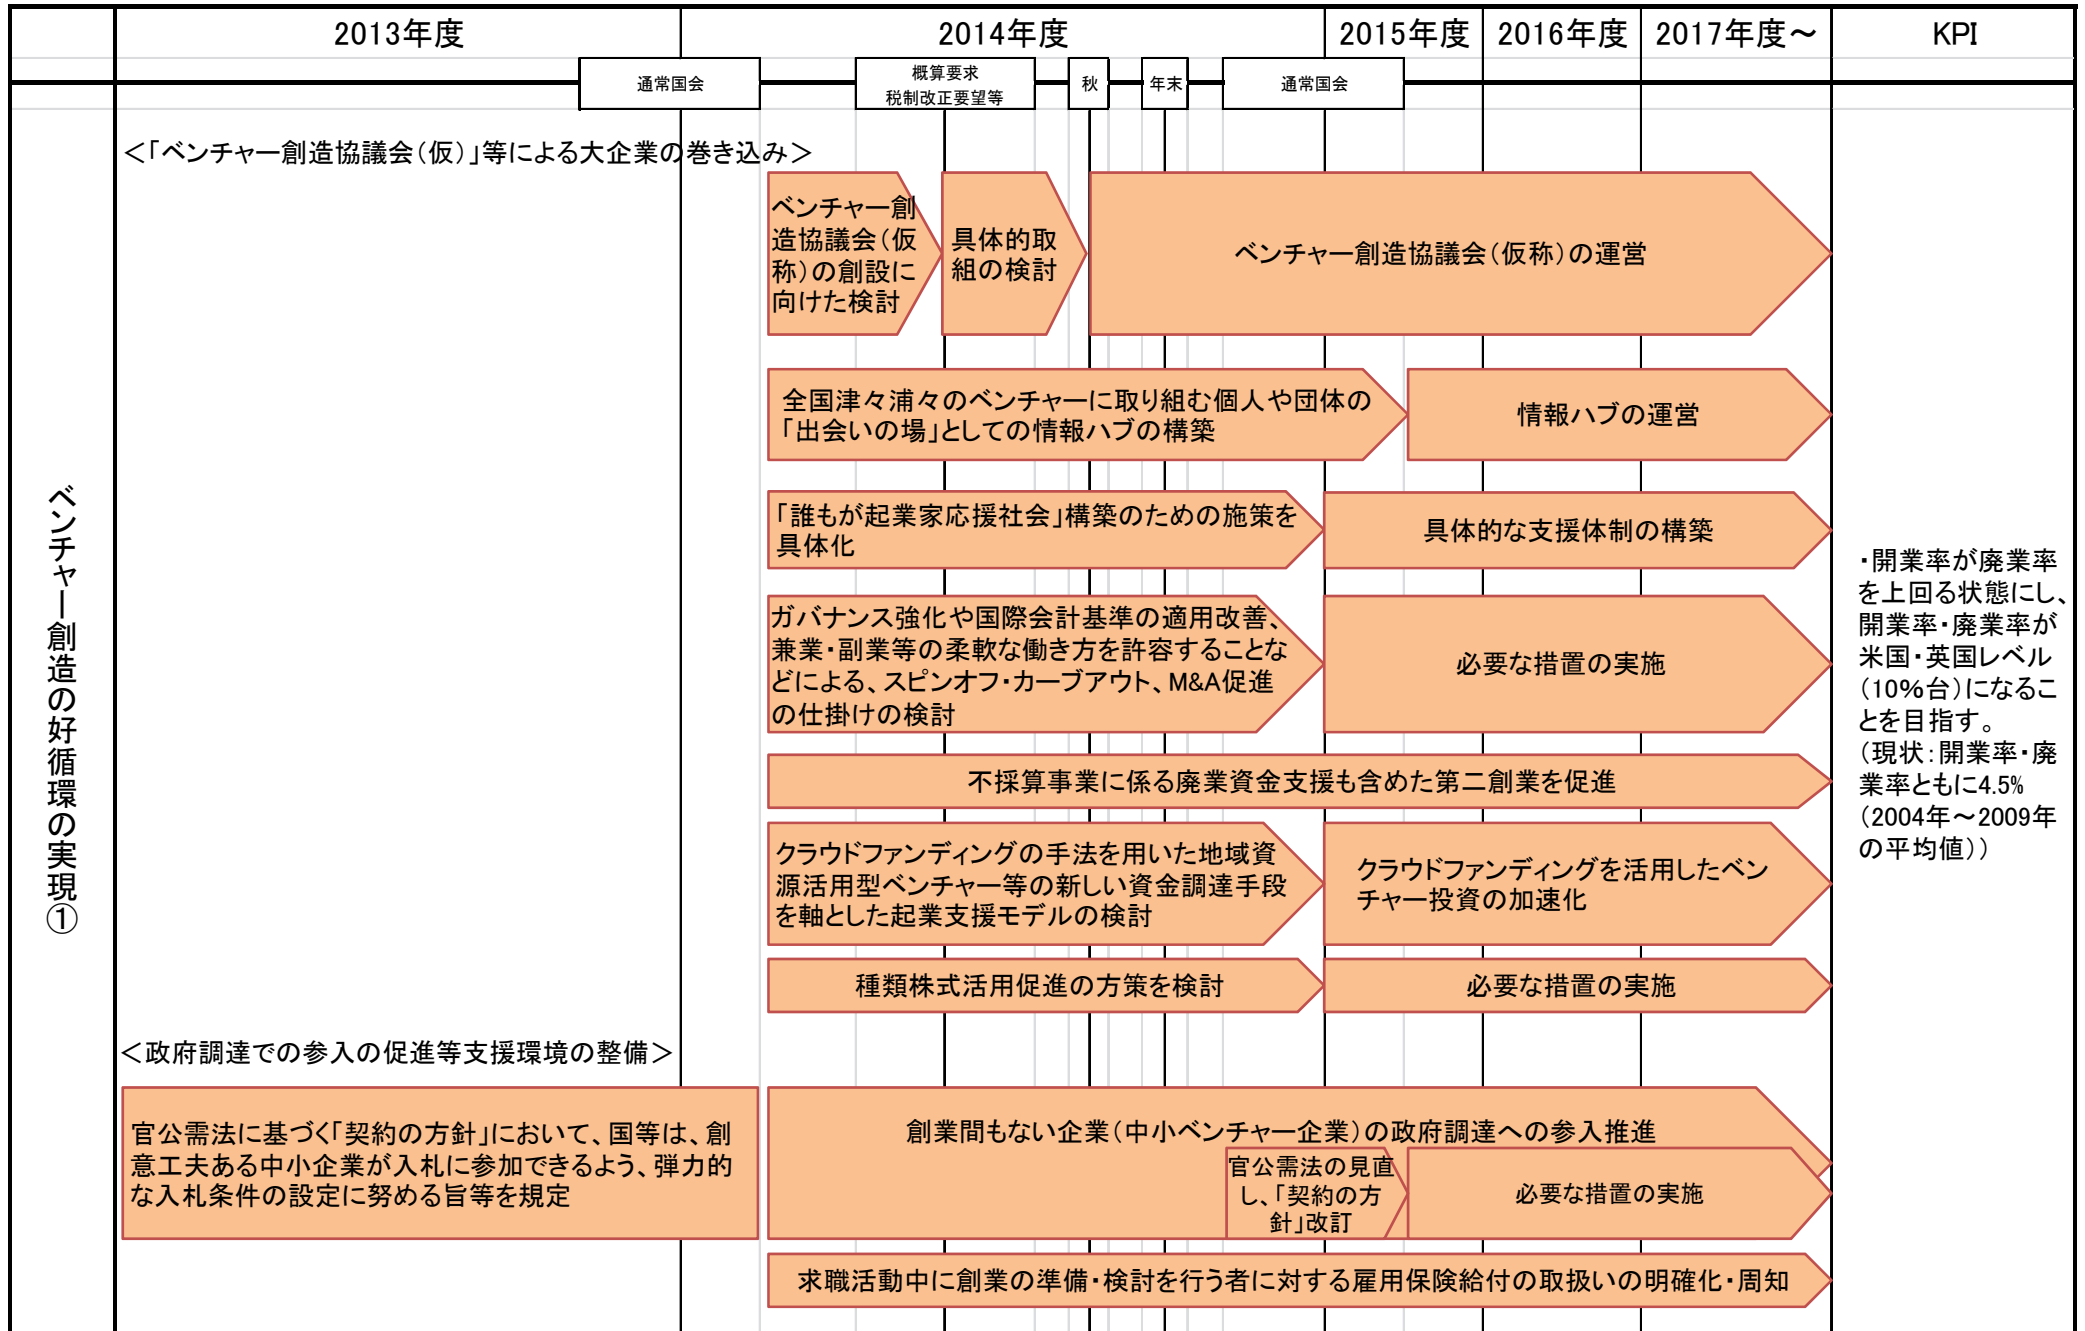 2013年度
2014年度
2015年度
2016年度
2017年度～
KPI
通常国会
概算要求
税制改正要望等
秋
年末
通常国会
ベンチャー創造の好循環の実現①
＜「ベンチャー創造協議会（仮）」等による大企業の巻き込み＞
ベンチャー創
造協議会（仮
称）の創設に
向けた検討
具体的取
組の検討
ベンチャー創造協議会（仮称）の運営
全国津々浦々のベンチャーに取り組む個人や団体の
「出会いの場」としての情報ハブの構築
情報ハブの運営
「誰もが起業家応援社会」構築のための施策を
具体化
具体的な支援体制の構築
ガバナンス強化や国際会計基準の適用改善、
兼業・副業等の柔軟な働き方を許容することな
どによる、スピンオフ・カーブアウト、M&A促進
の仕掛けの検討
必要な措置の実施
不採算事業に係る廃業資金支援も含めた第二創業を促進
クラウドファンディングの手法を用いた地域資
源活用型ベンチャー等の新しい資金調達手段
を軸とした起業支援モデルの検討
クラウドファンディングを活用したベン
チャー投資の加速化
種類株式活用促進の方策を検討
必要な措置の実施
＜政府調達での参入の促進等支援環境の整備＞
官公需法に基づく「契約の方針」において、国等は、創
意工夫ある中小企業が入札に参加できるよう、弾力的
な入札条件の設定に努める旨等を規定
創業間もない企業（中小ベンチャー企業）の政府調達への参入推進
官公需法の見直
し、「契約の方
針」改訂
必要な措置の実施
求職活動中に創業の準備・検討を行う者に対する雇用保険給付の取扱いの明確化・周知
・開業率が廃業率
を上回る状態にし、
開業率・廃業率が
米国・英国レベル
（10%台）になるこ
とを目指す。
（現状：開業率・廃
業率ともに4.5%
（2004年～2009年
の平均値））